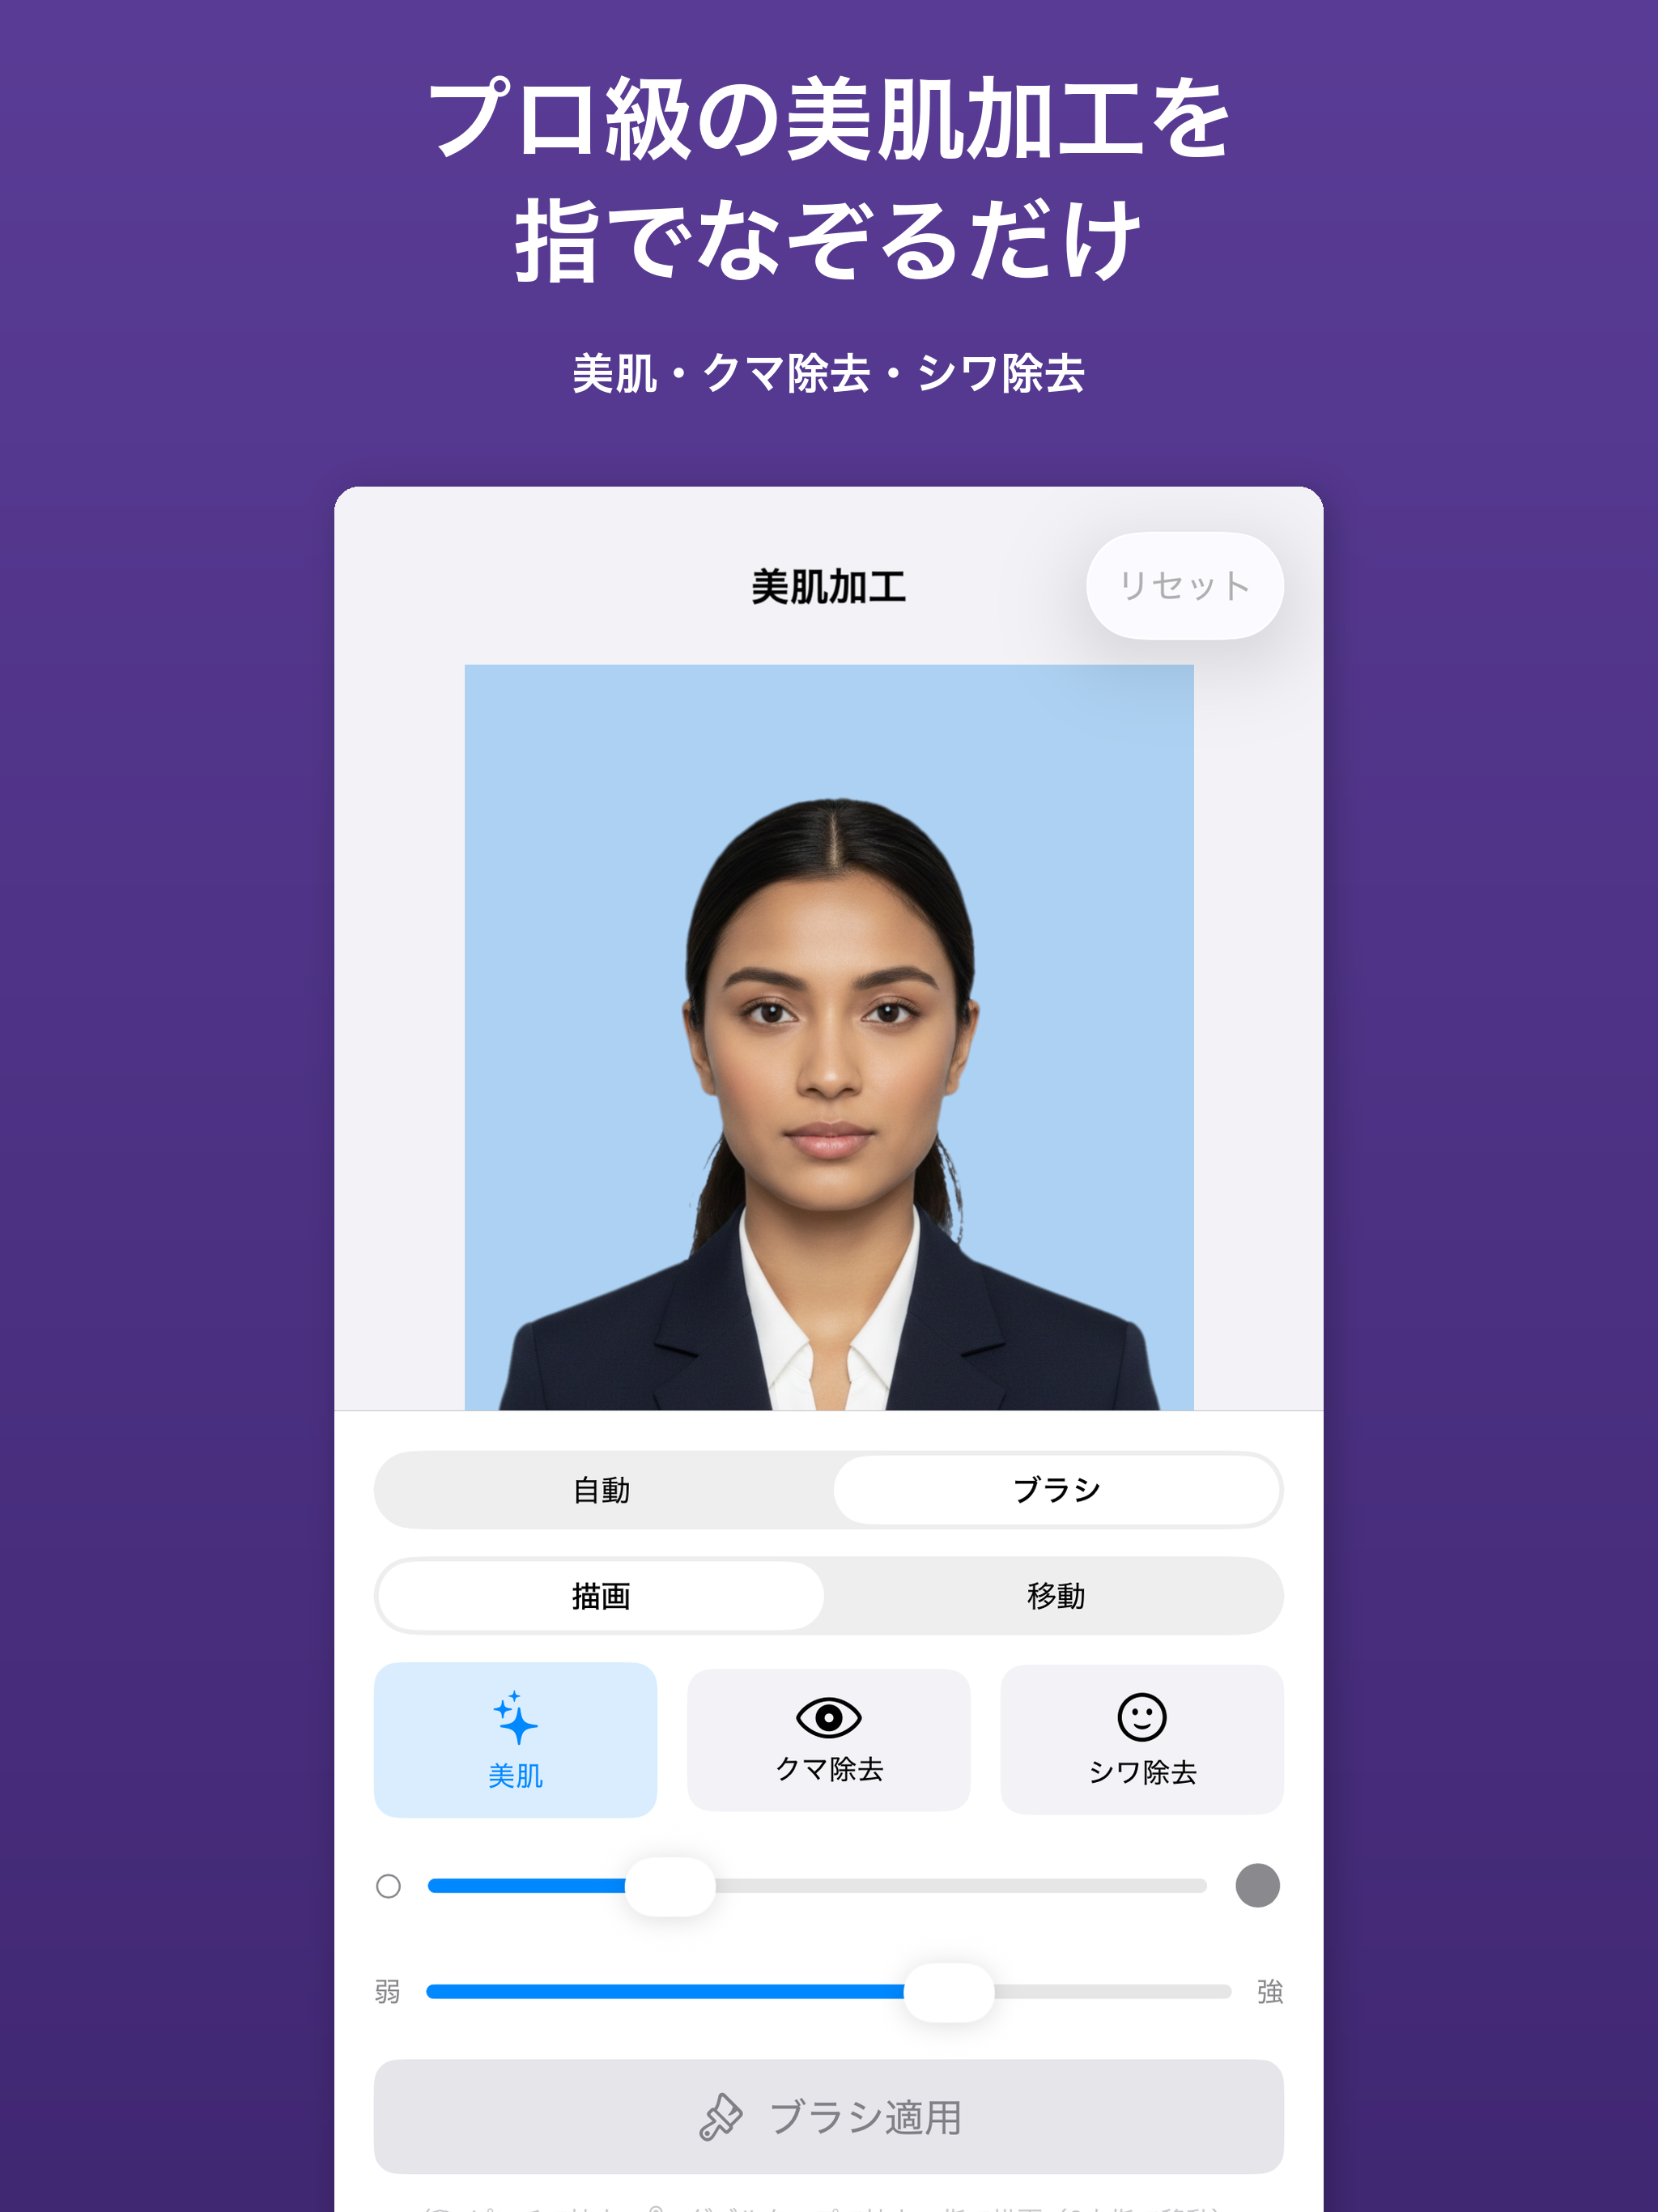 プロ級の美肌加工を
指でなぞるだけ
美肌・クマ除去・シワ除去
美肌加工
リセット
自動
ブラシ
描画
移動
美肌
クマ除去
シワ除去
弱
強
ブラシ適用